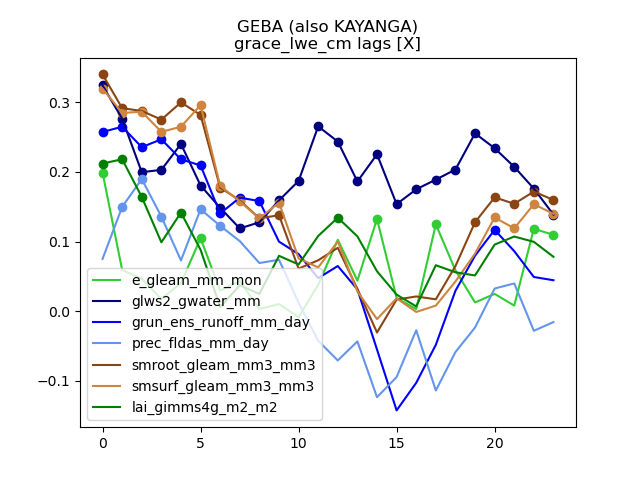 GEBA (also KAYANGA)
grace_lwe_cm lags [X]
0.3
0.2
0.1
0.0
−0.1
e_gleam_mm_mon
glws2_gwater_mm
grun_ens_runoff_mm_day
prec_fldas_mm_day
smroot_gleam_mm3_mm3
smsurf_gleam_mm3_mm3
lai_gimms4g_m2_m2
0 5 10 15 20